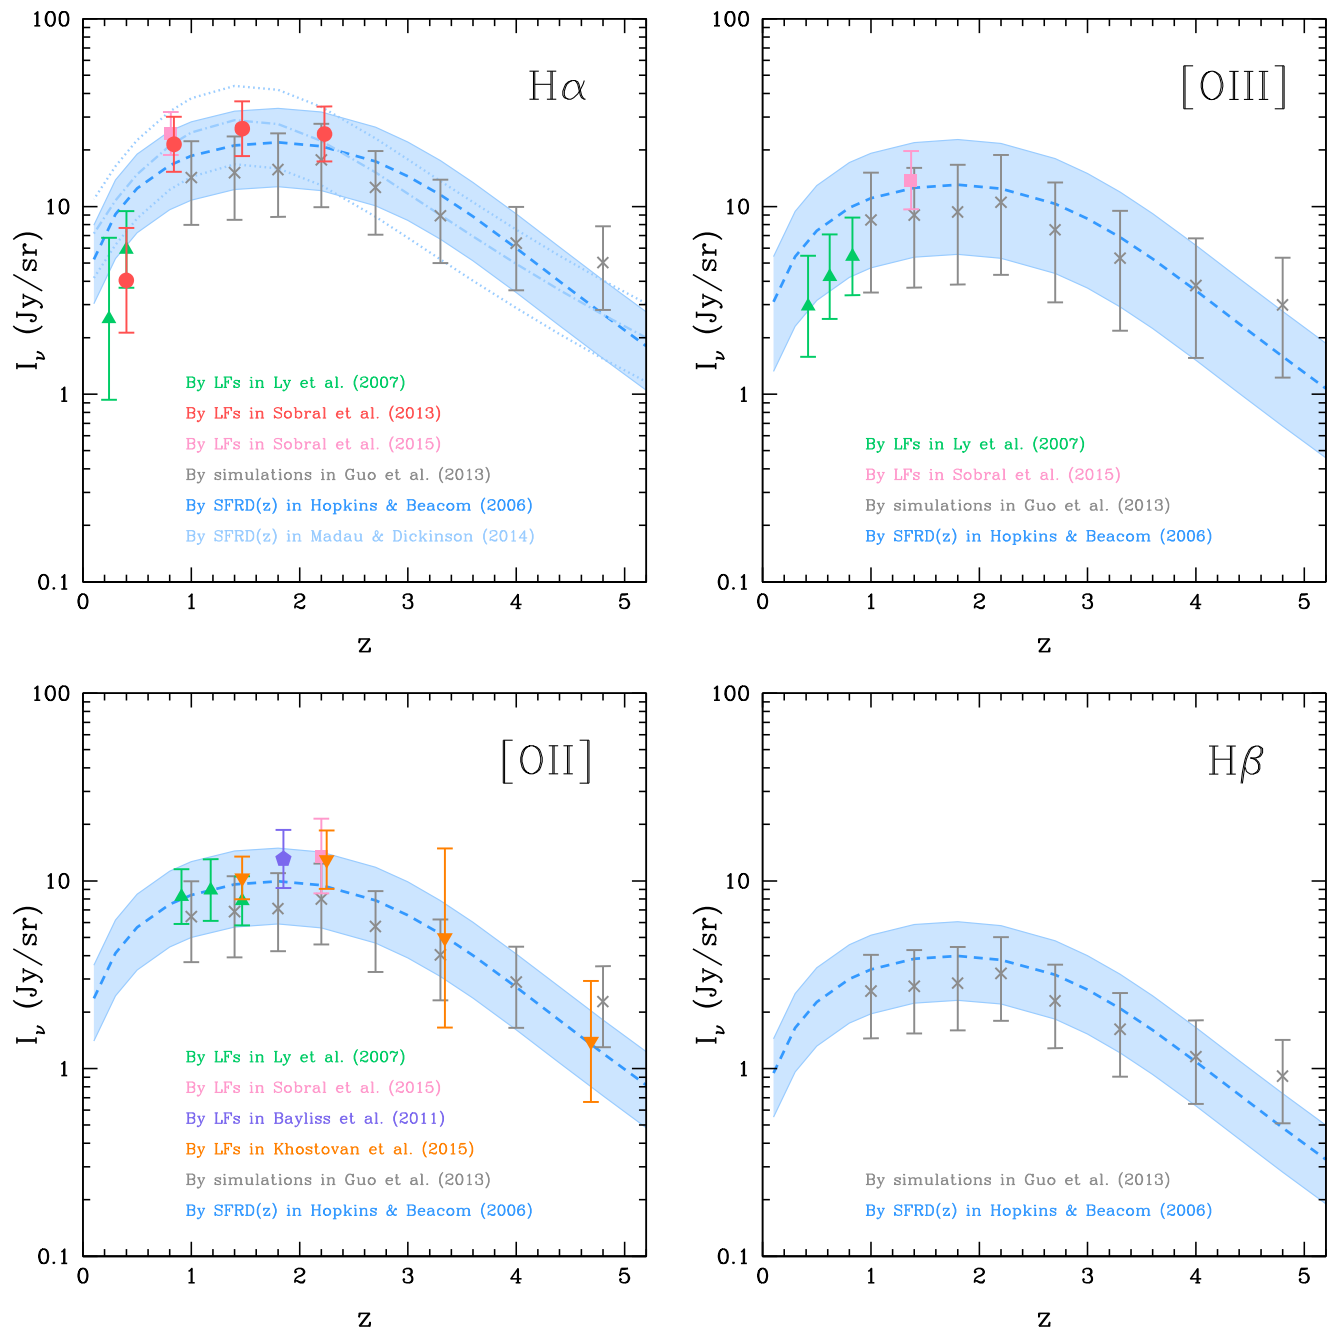 100
10
1
0.1
0 1 2 3 4 5
z
I_ν (Jy/sr)
Hα
By LFs in Ly et al. (2007)
By LFs in Sobral et al. (2013)
By LFs in Sobral et al. (2015)
By simulations in Guo et al. (2013)
By SFRD(z) in Hopkins & Beacom (2006)
By SFRD(z) in Madau & Dickinson (2014)
100
10
1
0.1
0 1 2 3 4 5
z
I_ν (Jy/sr)
[OIII]
By LFs in Ly et al. (2007)
By LFs in Sobral et al. (2015)
By simulations in Guo et al. (2013)
By SFRD(z) in Hopkins & Beacom (2006)
100
10
1
0.1
0 1 2 3 4 5
z
I_ν (Jy/sr)
[OII]
By LFs in Ly et al. (2007)
By LFs in Sobral et al. (2015)
By LFs in Bayliss et al. (2011)
By LFs in Khostovan et al. (2015)
By simulations in Guo et al. (2013)
By SFRD(z) in Hopkins & Beacom (2006)
100
10
1
0.1
0 1 2 3 4 5
z
I_ν (Jy/sr)
Hβ
By simulations in Guo et al. (2013)
By SFRD(z) in Hopkins & Beacom (2006)